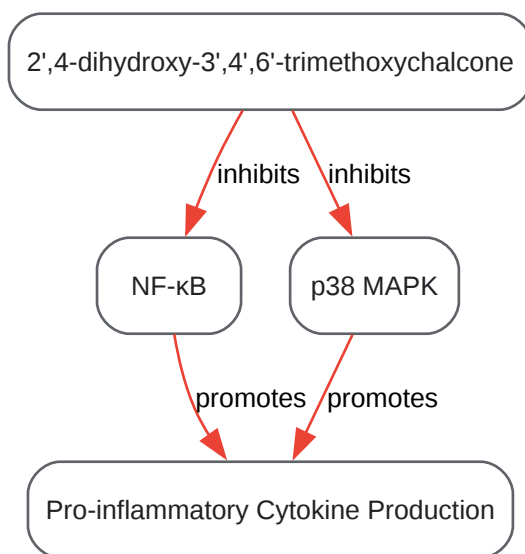 2',4-dihydroxy-3',4',6'-trimethoxychalcone
inhibits inhibits
NF-κB p38 MAPK
promotes promotes
Pro-inflammatory Cytokine Production